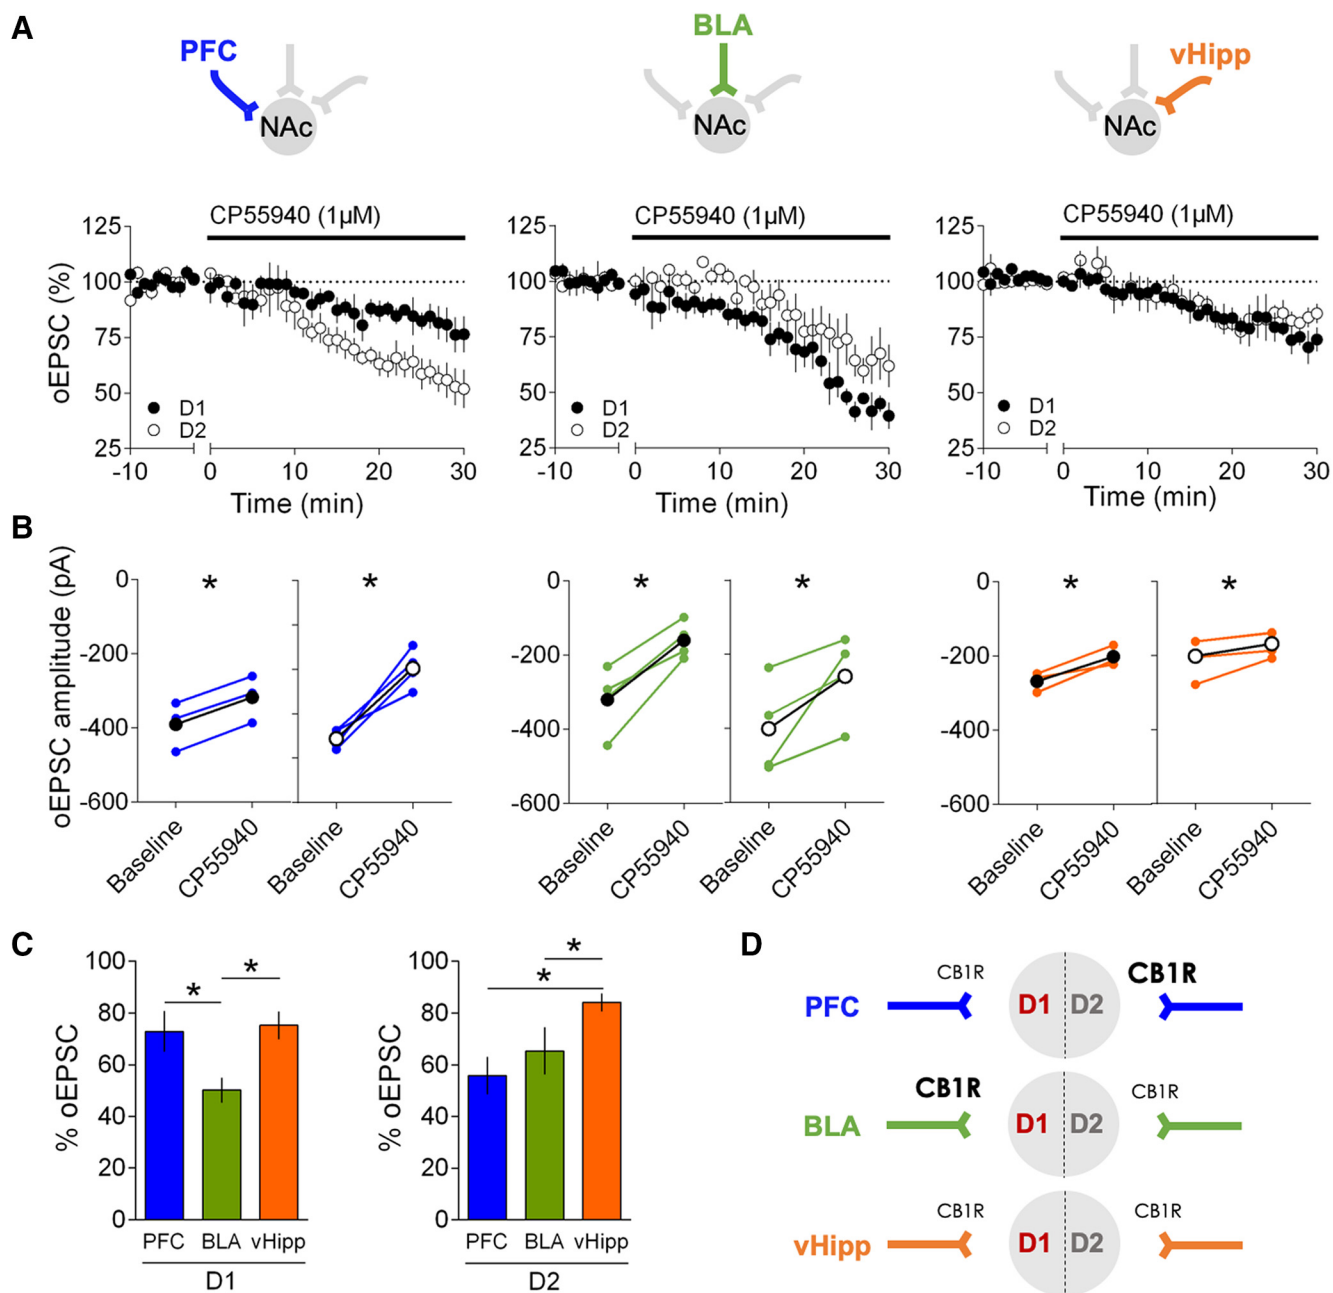 A
PFC
NAc
BLA
NAc
vHipp
NAc
CP55940 (1µM)
oEPSC (%)
125
100
75
50
25
D1
D2
-10 0 10 20 30
Time (min)
CP55940 (1µM)
125
100
75
50
25
D1
D2
-10 0 10 20 30
Time (min)
CP55940 (1µM)
125
100
75
50
25
D1
D2
-10 0 10 20 30
Time (min)
B
oEPSC amplitude (pA)
0
-200
-400
-600
* *
Baseline
CP55940
Baseline
CP55940
0
-200
-400
-600
* *
Baseline
CP55940
Baseline
CP55940
0
-200
-400
-600
* *
Baseline
CP55940
Baseline
CP55940
C
% oEPSC
100
80
60
40
20
0
* *
PFC BLA vHipp
D1
% oEPSC
100
80
60
40
20
0
*
*
PFC BLA vHipp
D2
D
PFC
CB1R
D1 D2
CB1R
BLA
CB1R
D1 D2
CB1R
vHipp
CB1R
D1 D2
CB1R